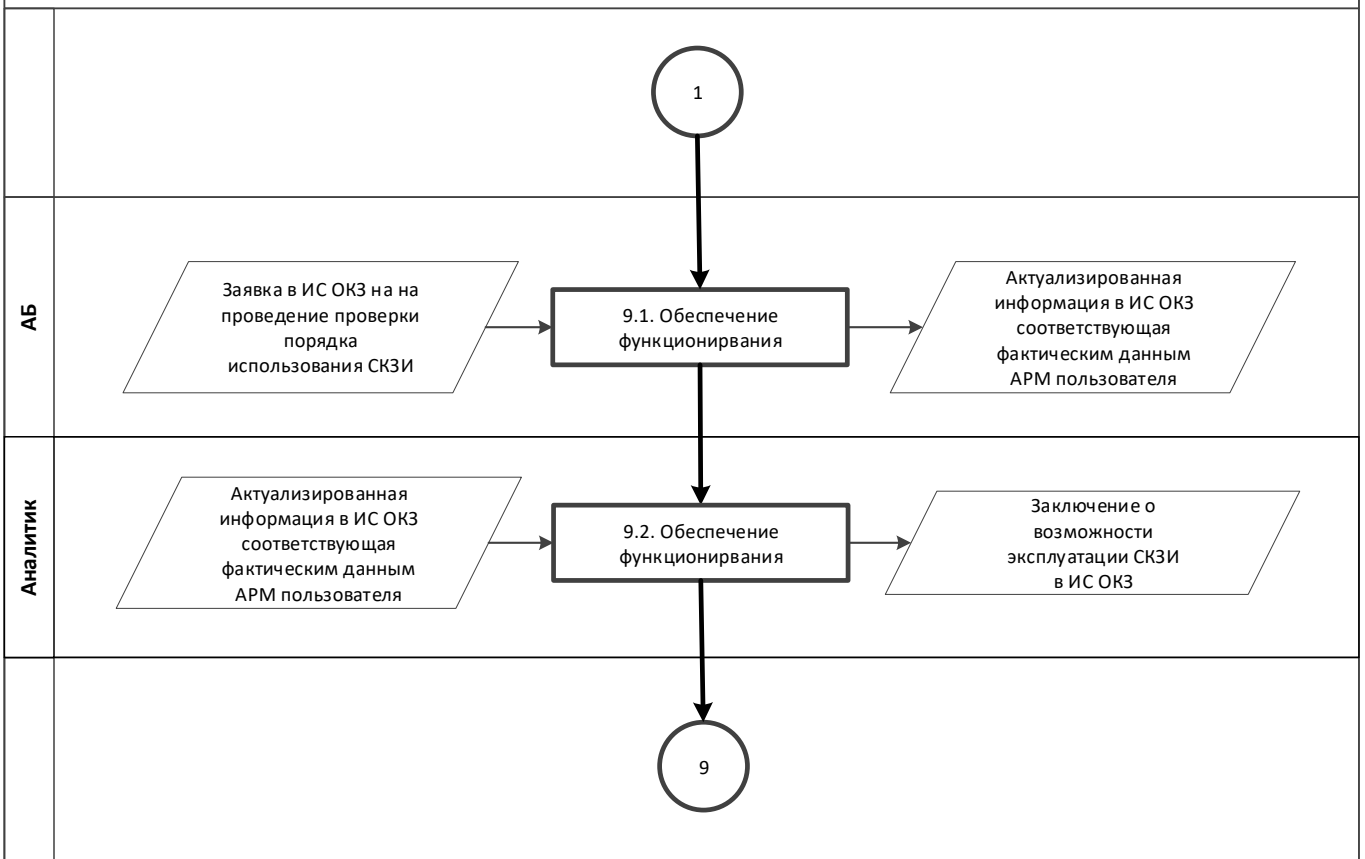 1
АБ
Заявка в ИС ОКЗ на на
проведение проверки
порядка
использования СКЗИ
9.1. Обеспечение
функционирвания
Актуализированная
информация в ИС ОКЗ
соответствующая
фактическим данным
АРМ пользователя
Аналитик
Актуализированная
информация в ИС ОКЗ
соответствующая
фактическим данным
АРМ пользователя
9.2. Обеспечение
функционирвания
Заключение о
возможности
эксплуатации СКЗИ
в ИС ОКЗ
9